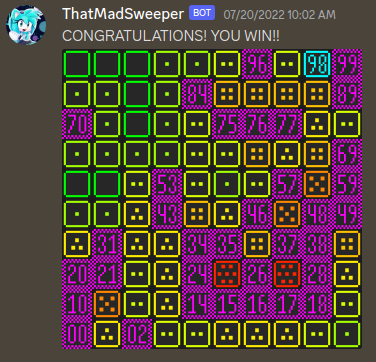 ThatMadSweeper BOT 07/20/2022 10:02 AM
CONGRATULATIONS! YOU WIN!!
96 98 99
84 89
70 75 76 77
69
53 57 59
43 46 48 49
31 34 35 37 38
20 21 24 26 28
10 14 15 16 17 18
00 02